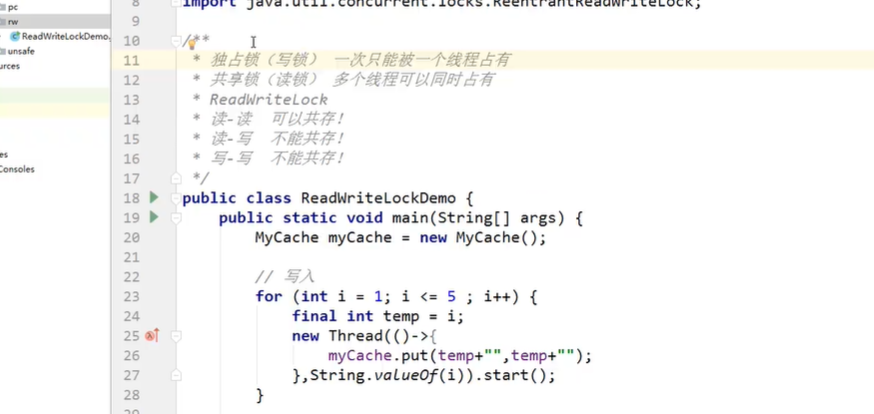 pc
rw
ReadWriteLockDemo.
unsafe
urces
es
Consoles
8 import java.util.concurrent.locks.ReentrantReadWriteLock;
9
10 /**
11 * 独占锁（写锁） 一次只能被一个线程占有
12 * 共享锁（读锁） 多个线程可以同时占有
13 * ReadWriteLock
14 * 读-读 可以共存！
15 * 读-写 不能共存！
16 * 写-写 不能共存！
17 */
18 public class ReadWriteLockDemo {
19 public static void main(String[] args) {
20 MyCache myCache = new MyCache();
21
22 // 写入
23 for (int i = 1; i <= 5 ; i++) {
24 final int temp = i;
25 new Thread(()->{
26 myCache.put(temp+"",temp+"");
27 },String.valueOf(i)).start();
28 }